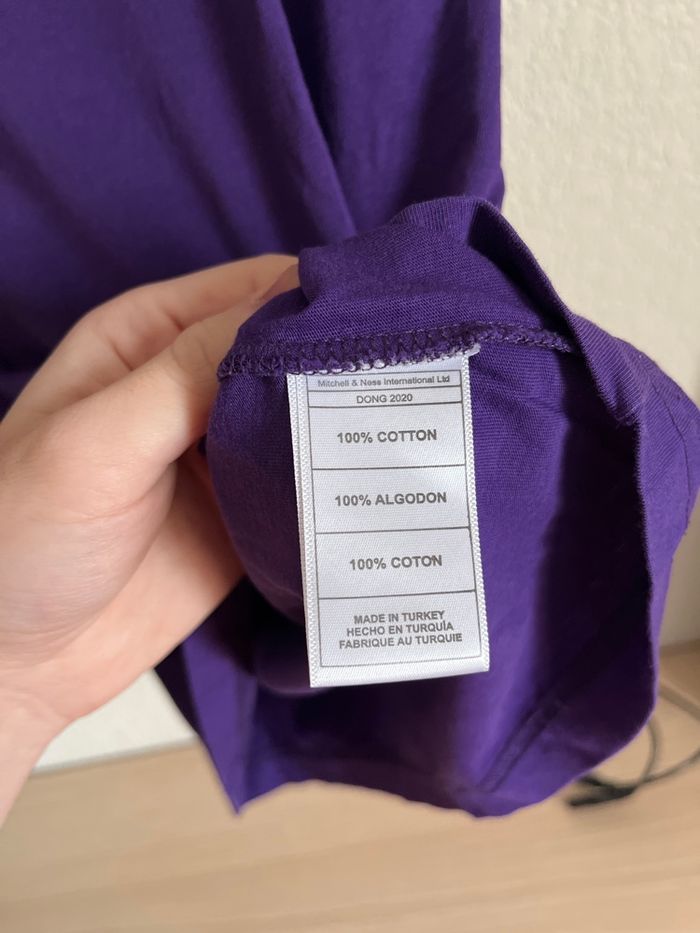 Mitchell & Ness International Ltd
DONG 2020
100% COTTON
100% ALGODON
100% COTON
MADE IN TURKEY
HECHO EN TURQUÍA
FABRIQUE AU TURQUIE